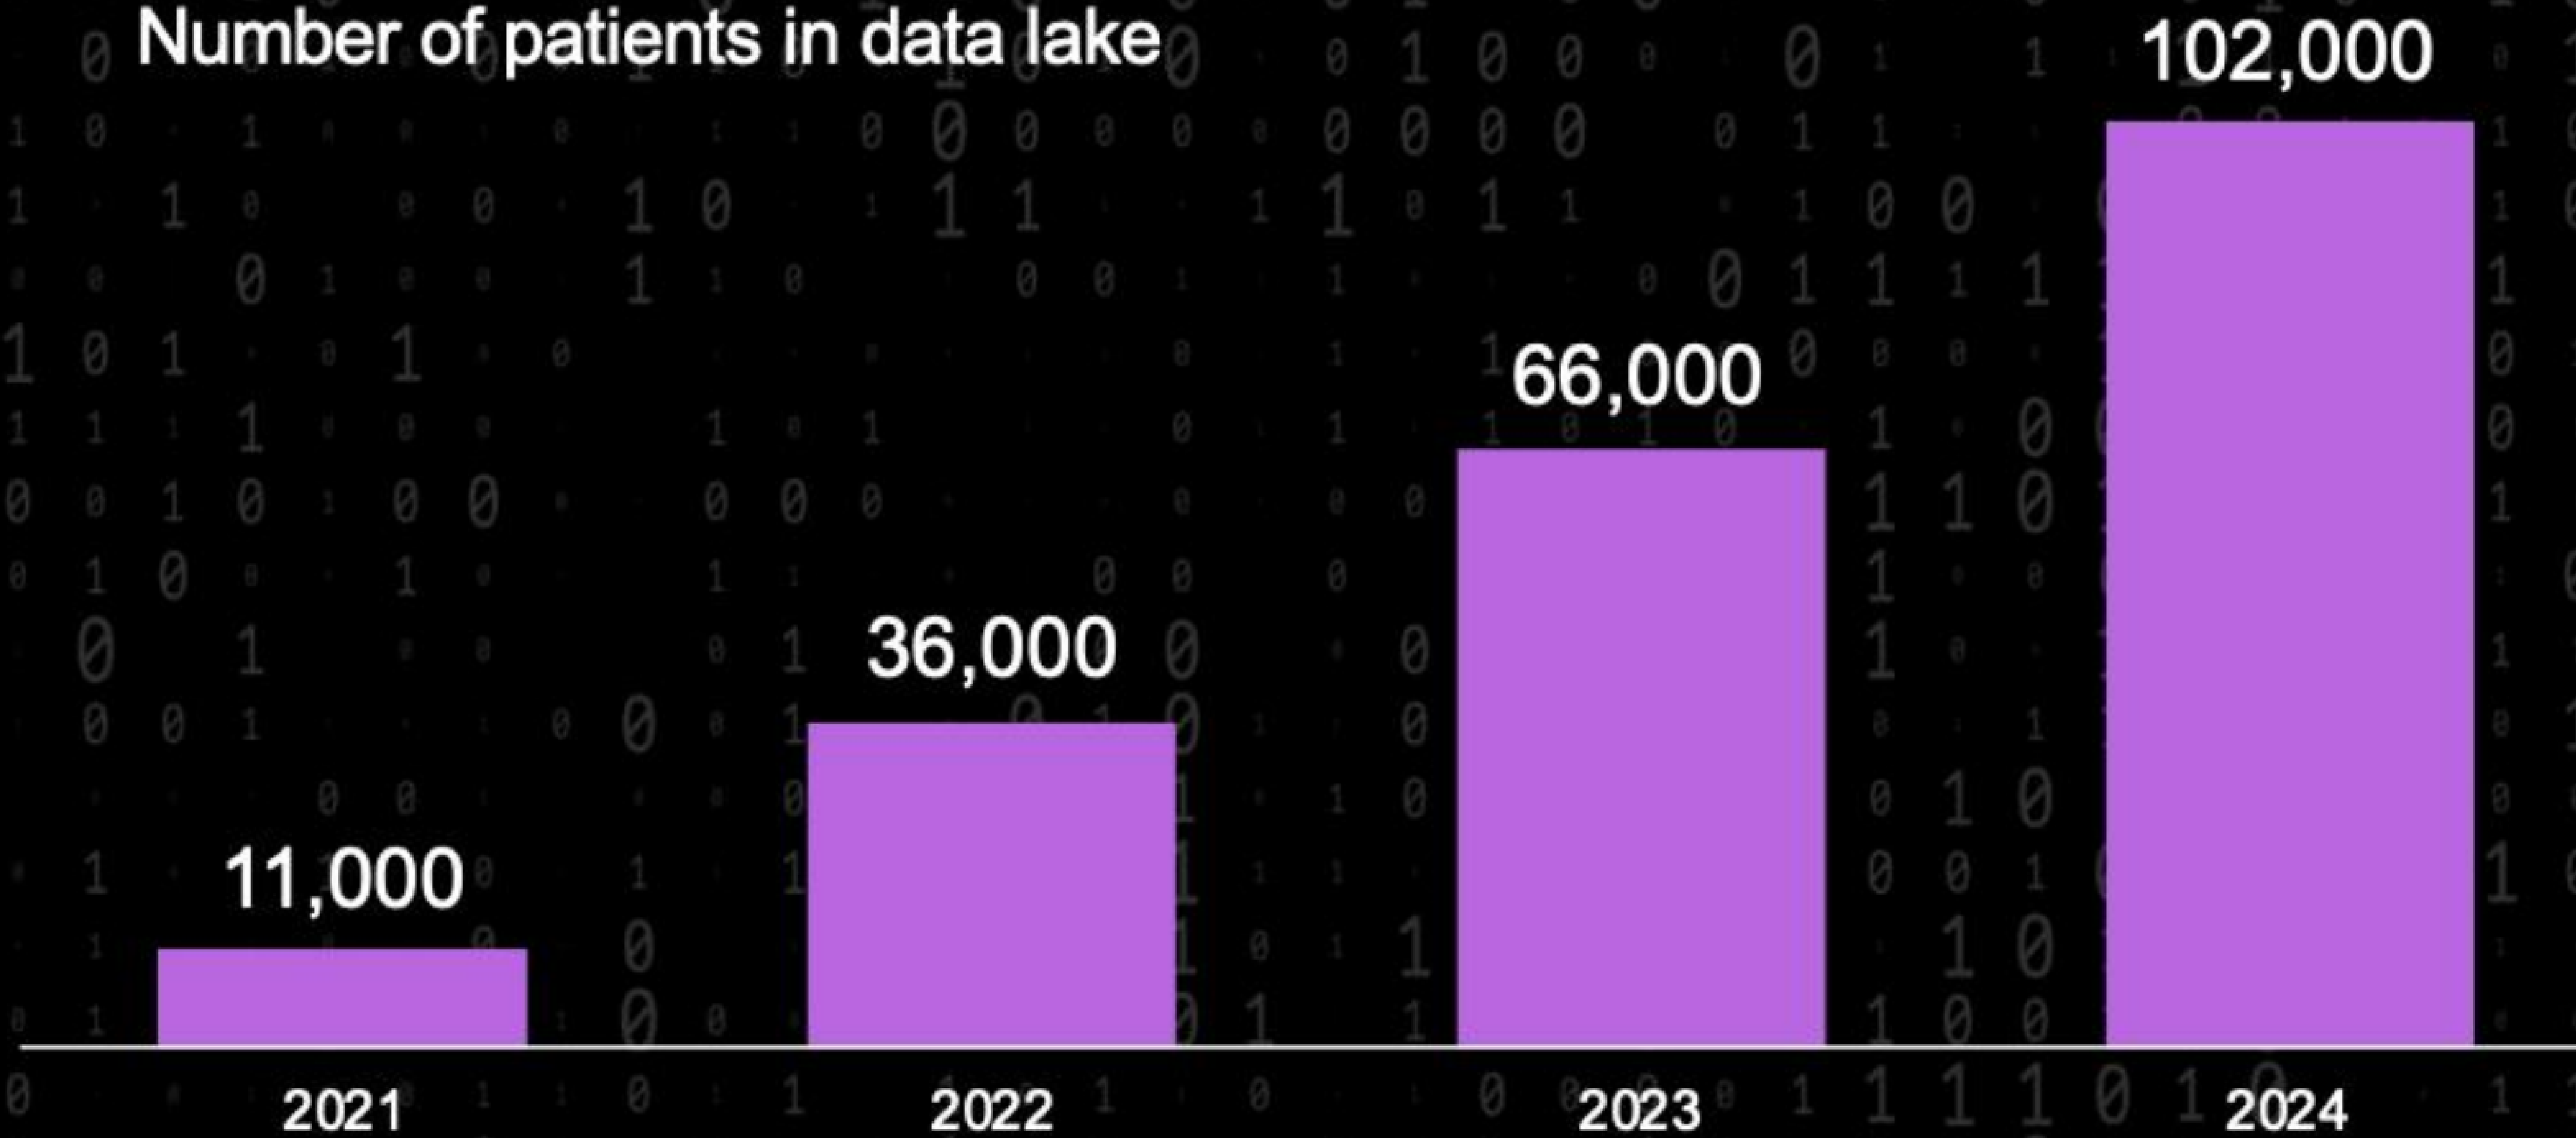 Number of patients in data lake
102,000
66,000
36,000
11,000
2021 2022 2023 2024